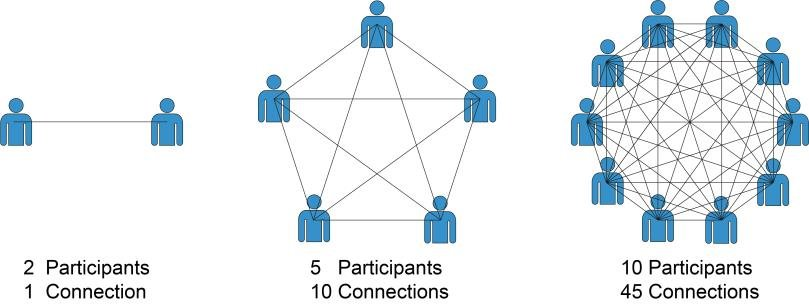 2 Participants
1 Connection
5 Participants
10 Connections
10 Participants
45 Connections